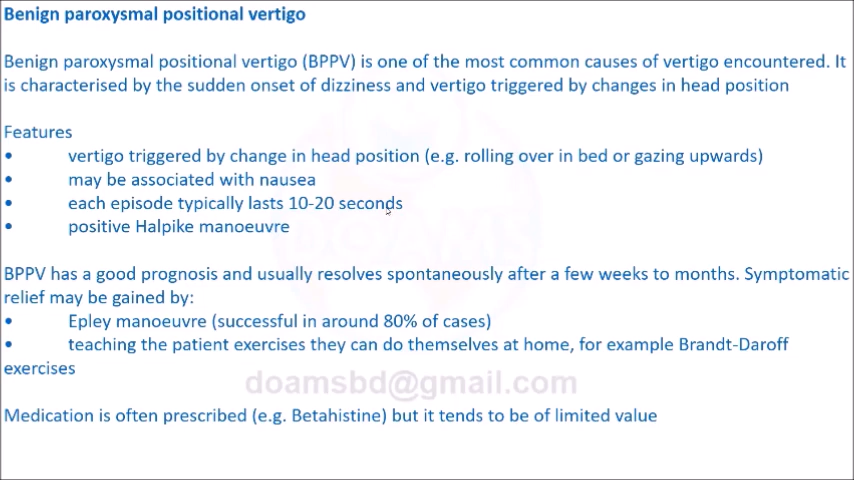 Benign paroxysmal positional vertigo
Benign paroxysmal positional vertigo (BPPV) is one of the most common causes of vertigo encountered. It
is characterised by the sudden onset of dizziness and vertigo triggered by changes in head position
Features
• vertigo triggered by change in head position (e.g. rolling over in bed or gazing upwards)
• may be associated with nausea
• each episode typically lasts 10-20 seconds
• positive Halpike manoeuvre
BPPV has a good prognosis and usually resolves spontaneously after a few weeks to months. Symptomatic
relief may be gained by:
• Epley manoeuvre (successful in around 80% of cases)
• teaching the patient exercises they can do themselves at home, for example Brandt-Daroff
exercises
doamsbd@gmail.com
Medication is often prescribed (e.g. Betahistine) but it tends to be of limited value